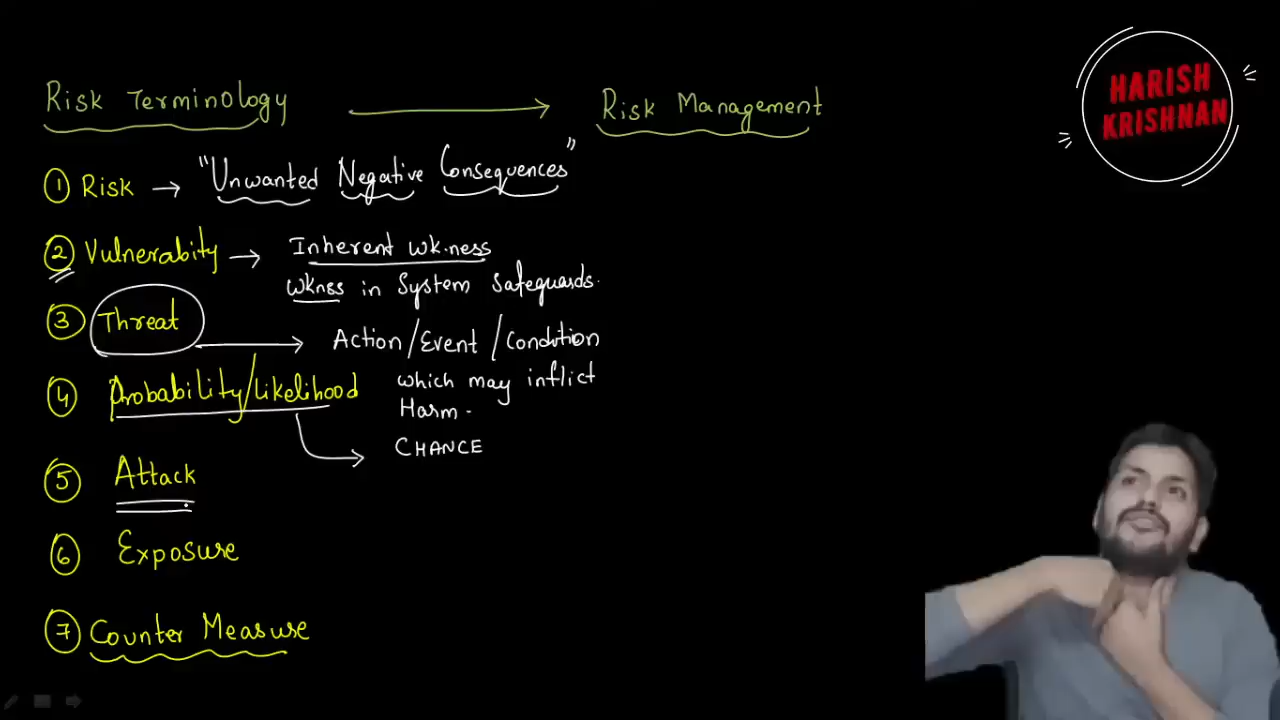 Risk Terminology → Risk Management
① Risk → "Unwanted Negative Consequences"
② Vulnerabity → Inherent wk.ness
wknss in System Safeguards.
③ Threat → Action/Event/Condition
which may inflict
Harm.
④ Probability/Likelihood
CHANCE
⑤ Attack
⑥ Exposure
⑦ Counter Measure
HARISH
KRISHNAN